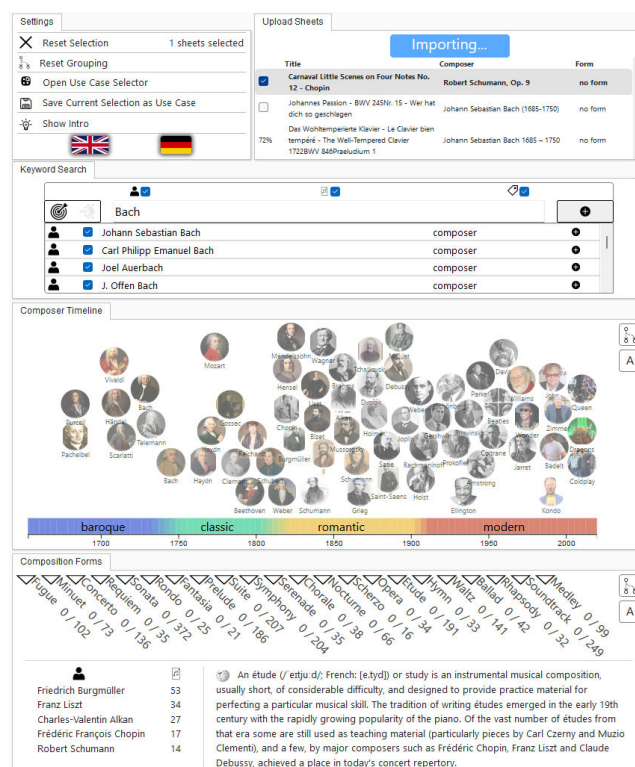 Settings
Reset Selection 1 sheets selected
Reset Grouping
Open Use Case Selector
Save Current Selection as Use Case
Show Intro
Upload Sheets
Importing...
Title Composer Form
Carnaval Little Scenes on Four Notes No. 12 - Chopin Robert Schumann, Op. 9 no form
Johannes Passion - BWV 245Nr. 15 - Wer hat dich so geschlagen Johann Sebastian Bach (1685-1750) no form
72% Das Wohltemperierte Klavier - Le Clavier bien tempéré - The Well-Tempered Clavier 1722BWV 846Praeludium 1 Johann Sebastian Bach 1685 – 1750 no form
Keyword Search
Bach
Johann Sebastian Bach composer
Carl Philipp Emanuel Bach composer
Joel Auerbach composer
J. Offen Bach composer
Composer Timeline
Mozart
Mendelssohn
Wagner
Vivaldi
Hensel
Brahms
Debussy
Parker
Williams
John
Queen
Purcell
Händel
Bach
Telemann
Gossec
Chopin
Bizet
Dvorak
Holmes
Joplin
Weber
Gershwin
Beatles
Wonder
Zimmer
Pachelbel
Scarlatti
Haydn
Reichardt
Burgmüller
Mussorgsky
Satie
Rachmaninoff
Prokofiev
Coltrane
Jarret
Badelt
Dragons
Coldplay
Bach
Haydn
Schumann
Saint-Saens
Armstrong
Beethoven
Weber
Schumann
Grieg
Holst
Ellington
Kondo
A
baroque classic romantic modern
1700 1750 1800 1850 1900 1950 2000
Composition Forms
Fugue 0 / 102
Minuet 0 / 73
Concerto 0 / 136
Requiem 0 / 35
Sonata 0 / 372
Rondo 0 / 25
Fantasia 0 / 21
Prelude 0 / 186
Suite 0 / 207
Symphony 0 / 204
Serenade 0 / 35
Chorale 0 / 38
Nocturne 0 / 66
Scherzo 0 / 16
Opera 0 / 34
Etude 0 / 191
Hymn 0 / 33
Waltz 0 / 141
Ballad 0 / 42
Rhapsody 0 / 32
Soundtrack 0 / 249
Medley 0 / 99
A
Friedrich Burgmüller 53
Franz Liszt 34
Charles-Valentin Alkan 27
Frédéric François Chopin 17
Robert Schumann 14
An étude (/ˈeɪtjuːd/; French: [e.tyd]) or study is an instrumental musical composition,
usually short, of considerable difficulty, and designed to provide practice material for
perfecting a particular musical skill. The tradition of writing études emerged in the early 19th
century with the rapidly growing popularity of the piano. Of the vast number of études from
that era some are still used as teaching material (particularly pieces by Carl Czerny and Muzio
Clementi), and a few, by major composers such as Frédéric Chopin, Franz Liszt and Claude
Debussy, achieved a place in today's concert repertory.